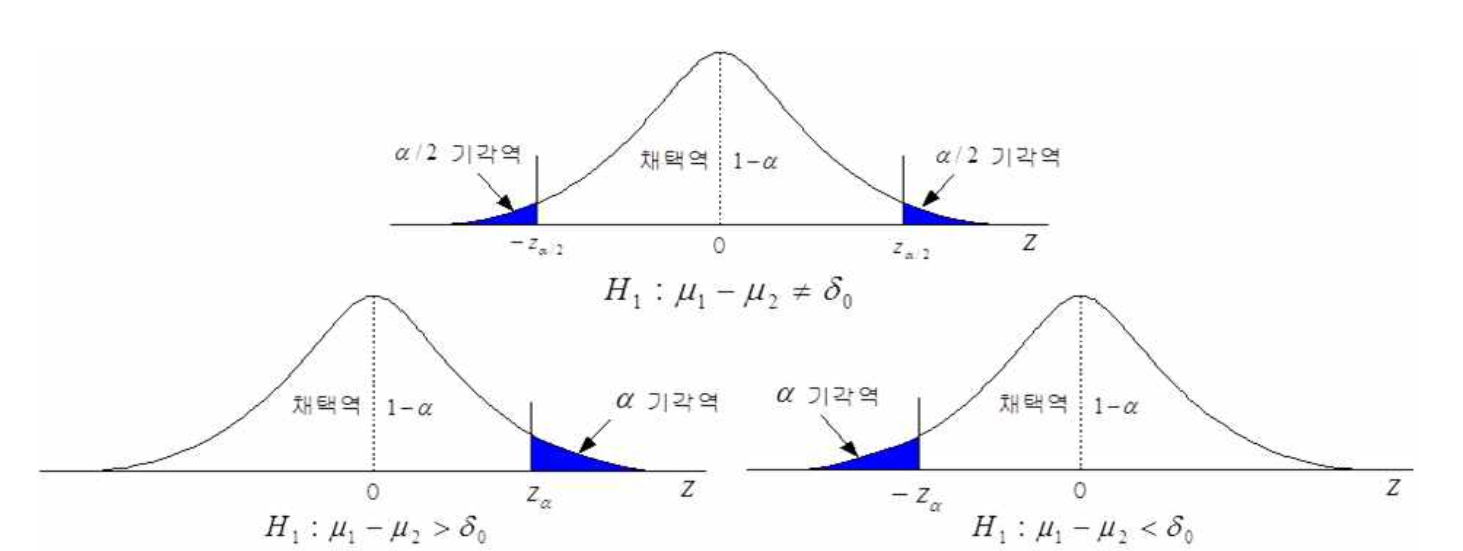 α/2 기각역 채택역 1−α α/2 기각역
−z_{α/2} 0 z_{α/2} Z
H₁ : μ₁ − μ₂ ≠ δ₀
채택역 1−α α 기각역
0 z_α Z
H₁ : μ₁ − μ₂ > δ₀
α 기각역 채택역 1−α
−z_α 0 Z
H₁ : μ₁ − μ₂ < δ₀